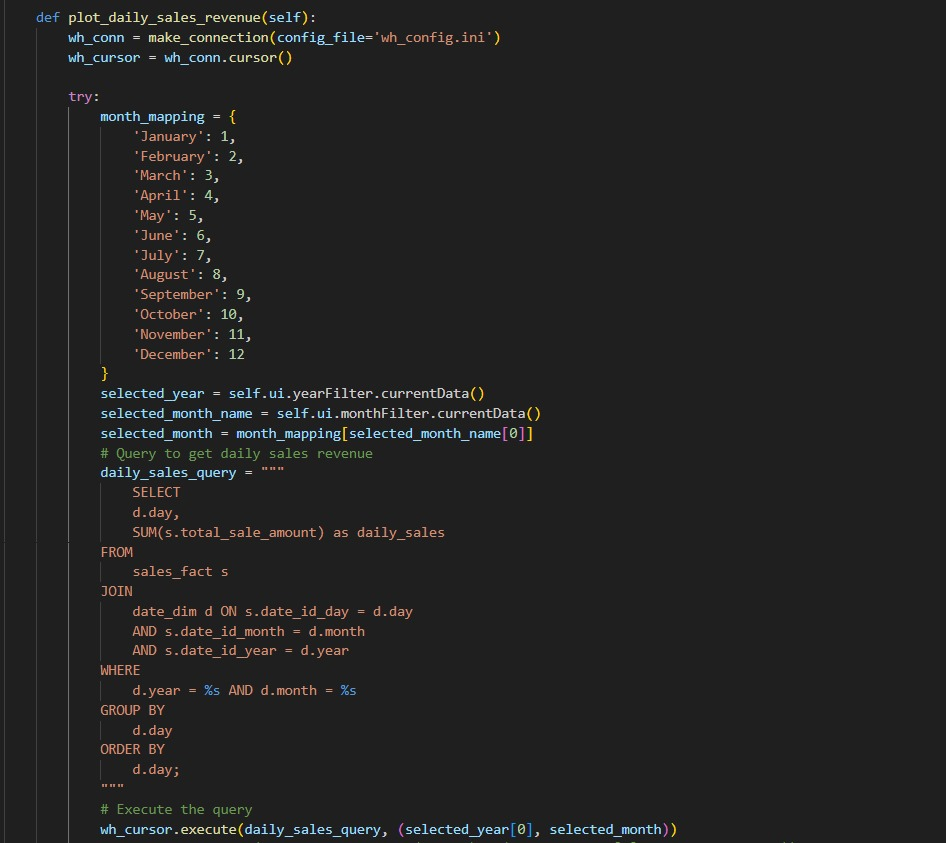 def plot_daily_sales_revenue(self):
    wh_conn = make_connection(config_file='wh_config.ini')
    wh_cursor = wh_conn.cursor()

    try:
        month_mapping = {
            'January': 1,
            'February': 2,
            'March': 3,
            'April': 4,
            'May': 5,
            'June': 6,
            'July': 7,
            'August': 8,
            'September': 9,
            'October': 10,
            'November': 11,
            'December': 12
        }
        selected_year = self.ui.yearFilter.currentData()
        selected_month_name = self.ui.monthFilter.currentData()
        selected_month = month_mapping[selected_month_name[0]]
        # Query to get daily sales revenue
        daily_sales_query = """
            SELECT
            d.day,
            SUM(s.total_sale_amount) as daily_sales
        FROM
            sales_fact s
        JOIN
            date_dim d ON s.date_id_day = d.day
            AND s.date_id_month = d.month
            AND s.date_id_year = d.year
        WHERE
            d.year = %s AND d.month = %s
        GROUP BY
            d.day
        ORDER BY
            d.day;
        """
        # Execute the query
        wh_cursor.execute(daily_sales_query, (selected_year[0], selected_month))